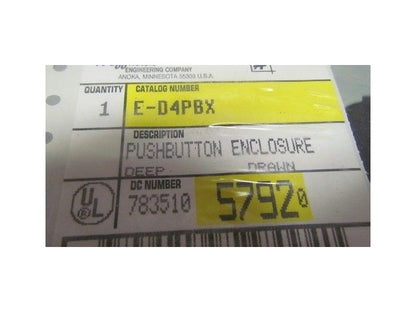 ENGINEERING COMPANY
ANOKA, MINNESOTA 55303 U.S.A.
QUANTITY CATALOG NUMBER
1 E-D4PBX
DESCRIPTION
PUSHBUTTON ENCLOSURE
DEEP DRAWN
DC NUMBER
UL 783510 57920